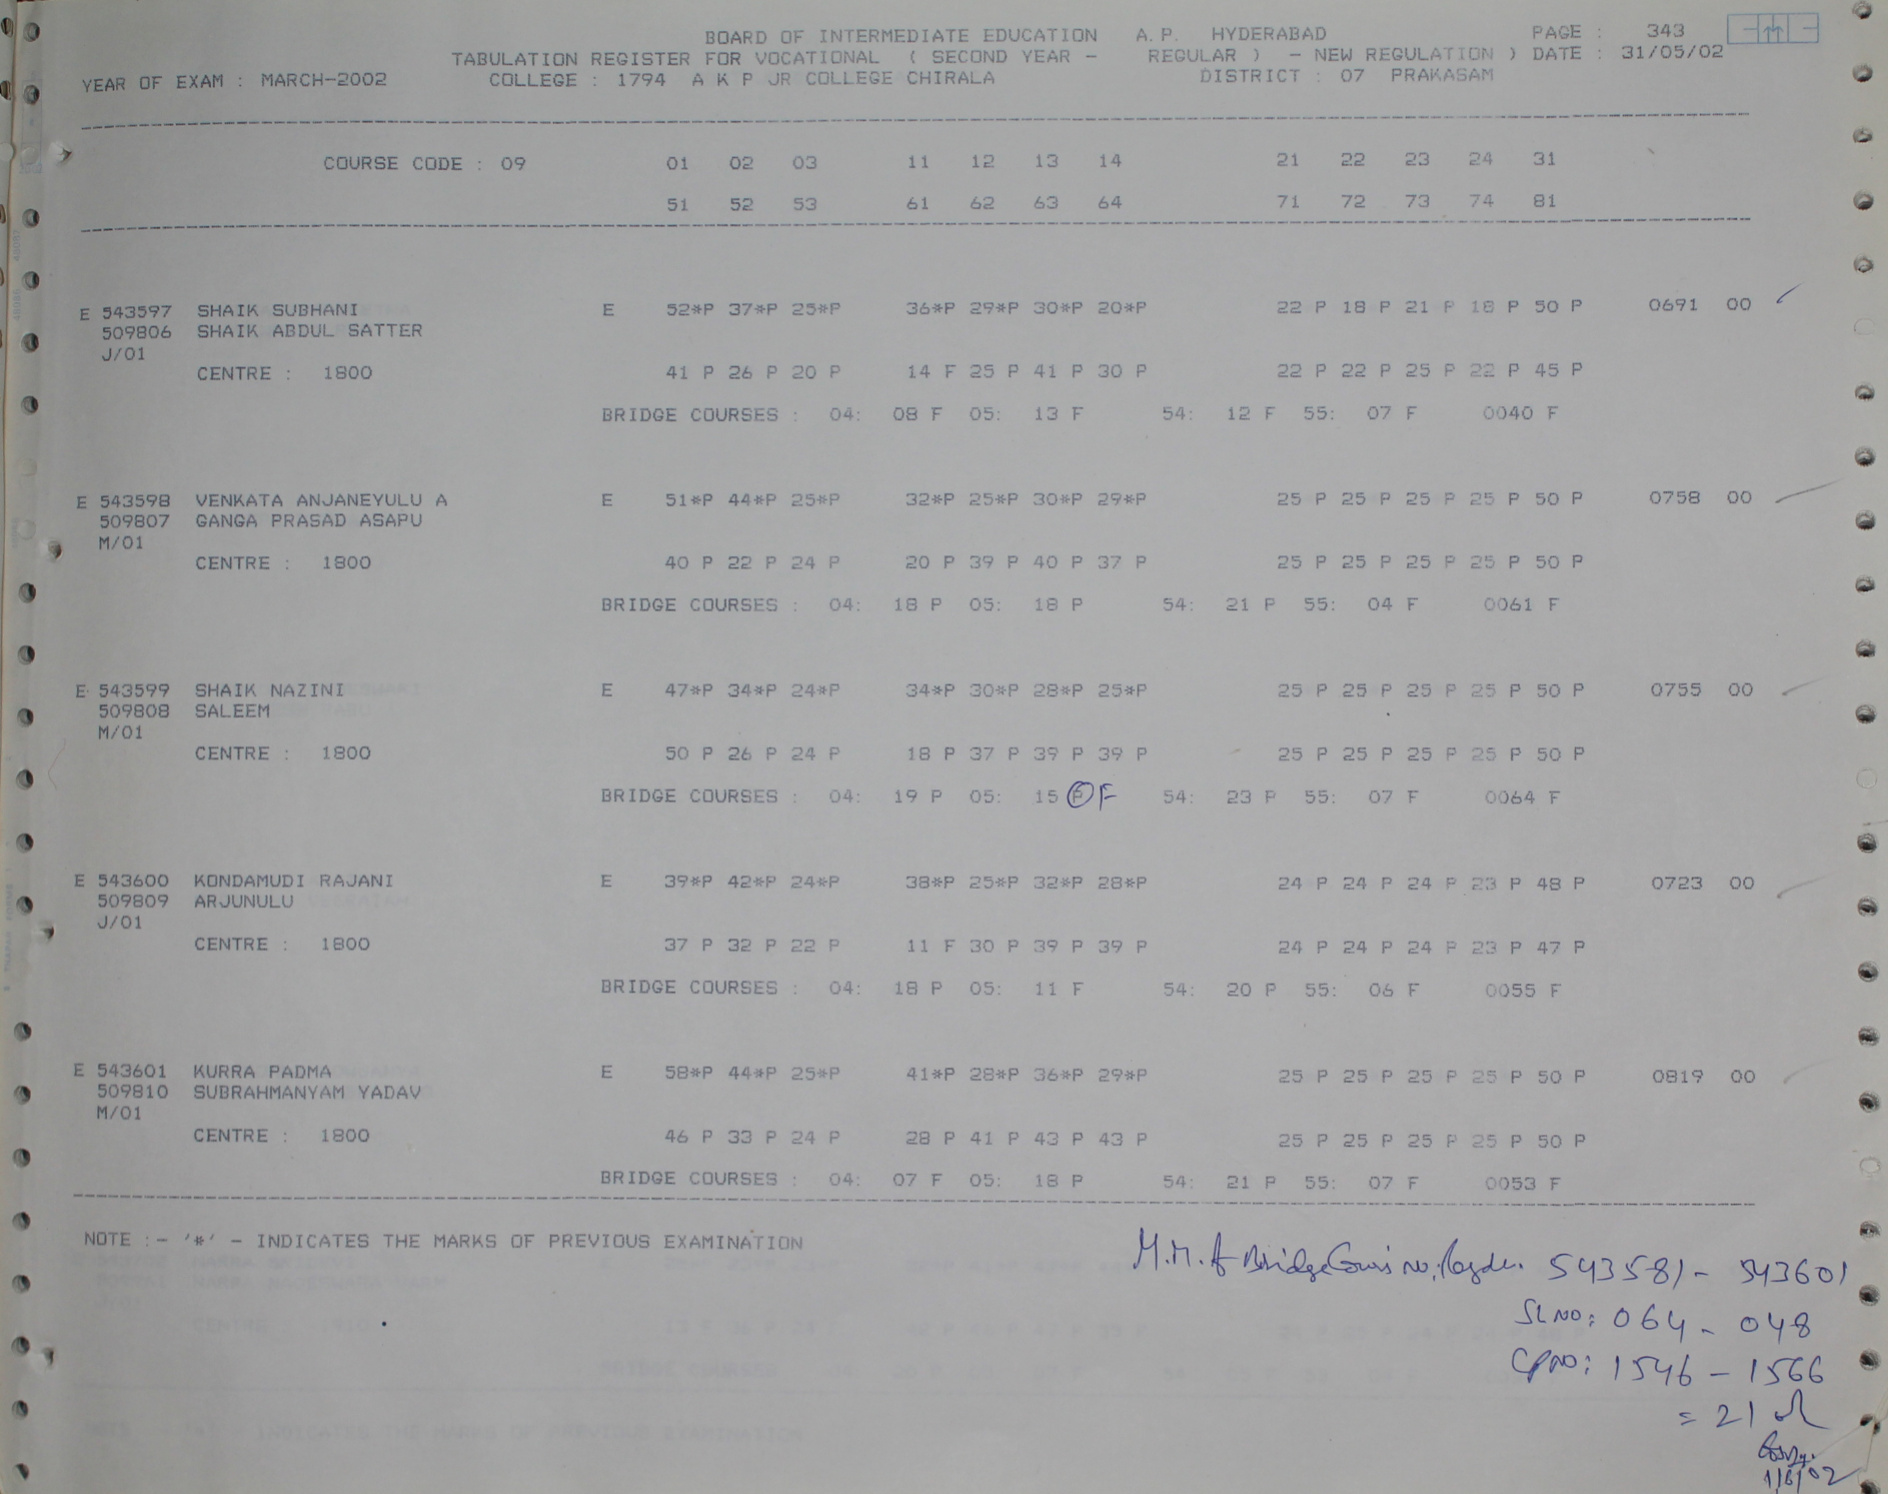 BOARD OF INTERMEDIATE EDUCATION A.P. HYDERABAD PAGE : 343
TABULATION REGISTER FOR VOCATIONAL ( SECOND YEAR - REGULAR ) - NEW REGULATION ) DATE : 31/05/02
YEAR OF EXAM : MARCH-2002 COLLEGE : 1794 A K P JR COLLEGE CHIRALA DISTRICT : 07 PRAKASAM
COURSE CODE : 09 01 02 03 11 12 13 14 21 22 23 24 31
51 52 53 61 62 63 64 71 72 73 74 81
E 543597 SHAIK SUBHANI E 52*P 37*P 25*P 36*P 29*P 30*P 20*P 22 P 18 P 21 P 18 P 50 P 0691 00
509806 SHAIK ABDUL SATTER
J/01
CENTRE : 1800 41 P 26 P 20 P 14 F 25 P 41 P 30 P 22 P 22 P 25 P 22 P 45 P
BRIDGE COURSES : 04: 08 F 05: 13 F 54: 12 F 55: 07 F 0040 F
E 543598 VENKATA ANJANEYULU A E 51*P 44*P 25*P 32*P 25*P 30*P 29*P 25 P 25 P 25 P 25 P 50 P 0758 00
509807 GANGA PRASAD ASAPU
M/01
CENTRE : 1800 40 P 22 P 24 P 20 P 39 P 40 P 37 P 25 P 25 P 25 P 25 P 50 P
BRIDGE COURSES : 04: 18 P 05: 18 P 54: 21 P 55: 04 F 0061 F
E 543599 SHAIK NAZINI E 47*P 34*P 24*P 34*P 30*P 28*P 25*P 25 P 25 P 25 P 25 P 50 P 0755 00
509808 SALEEM
M/01
CENTRE : 1800 50 P 26 P 24 P 18 P 37 P 39 P 39 P 25 P 25 P 25 P 25 P 50 P
BRIDGE COURSES : 04: 19 P 05: 15 P F 54: 23 P 55: 07 F 0064 F
E 543600 KONDAMUDI RAJANI E 39*P 42*P 24*P 38*P 25*P 32*P 28*P 24 P 24 P 24 P 23 P 48 P 0723 00
509809 ARJUNULU
J/01
CENTRE : 1800 37 P 32 P 22 P 11 F 30 P 39 P 39 P 24 P 24 P 24 P 23 P 47 P
BRIDGE COURSES : 04: 18 P 05: 11 F 54: 20 P 55: 06 F 0055 F
E 543601 KURRA PADMA E 58*P 44*P 25*P 41*P 28*P 36*P 29*P 25 P 25 P 25 P 25 P 50 P 0819 00
509810 SUBRAHMANYAM YADAV
M/01
CENTRE : 1800 46 P 33 P 24 P 28 P 41 P 43 P 43 P 25 P 25 P 25 P 25 P 50 P
BRIDGE COURSES : 04: 07 F 05: 18 P 54: 21 P 55: 07 F 0053 F
NOTE :- '*' - INDICATES THE MARKS OF PREVIOUS EXAMINATION
M.M. of Bridge 543581 - 543601
SL NO: 064 - 048
CP NO: 1546 - 1566
= 21
1/6/02